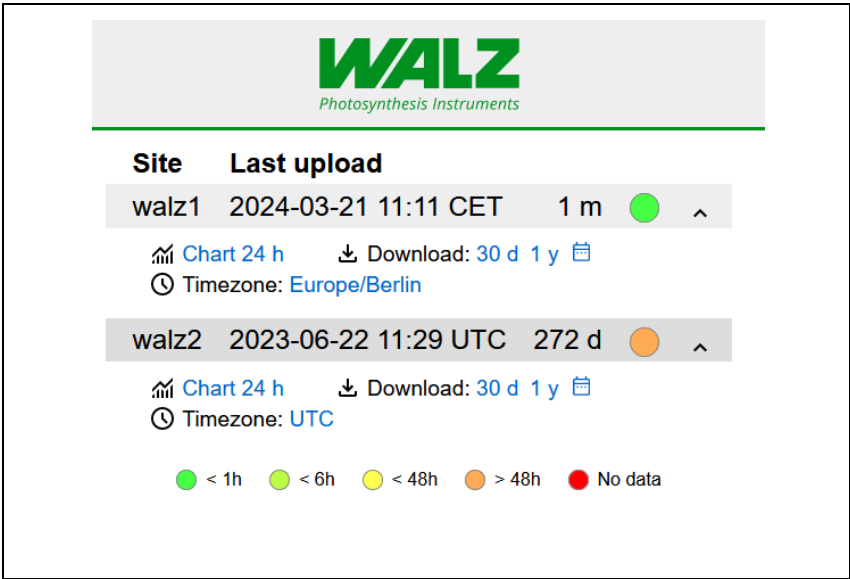 WALZ
Photosynthesis Instruments
Site Last upload
walz1 2024-03-21 11:11 CET 1 m
Chart 24 h Download: 30 d 1 y
Timezone: Europe/Berlin
walz2 2023-06-22 11:29 UTC 272 d
Chart 24 h Download: 30 d 1 y
Timezone: UTC
< 1h < 6h < 48h > 48h No data